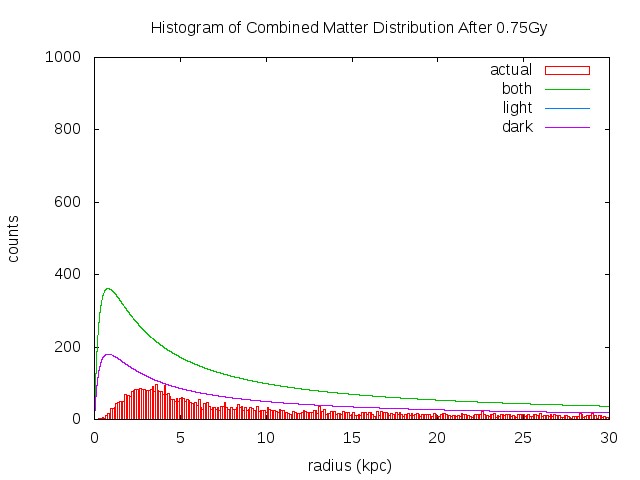 Histogram of Combined Matter Distribution After 0.75Gy
1000
800
600
400
200
0
counts
actual
both
light
dark
0 5 10 15 20 25 30
radius (kpc)